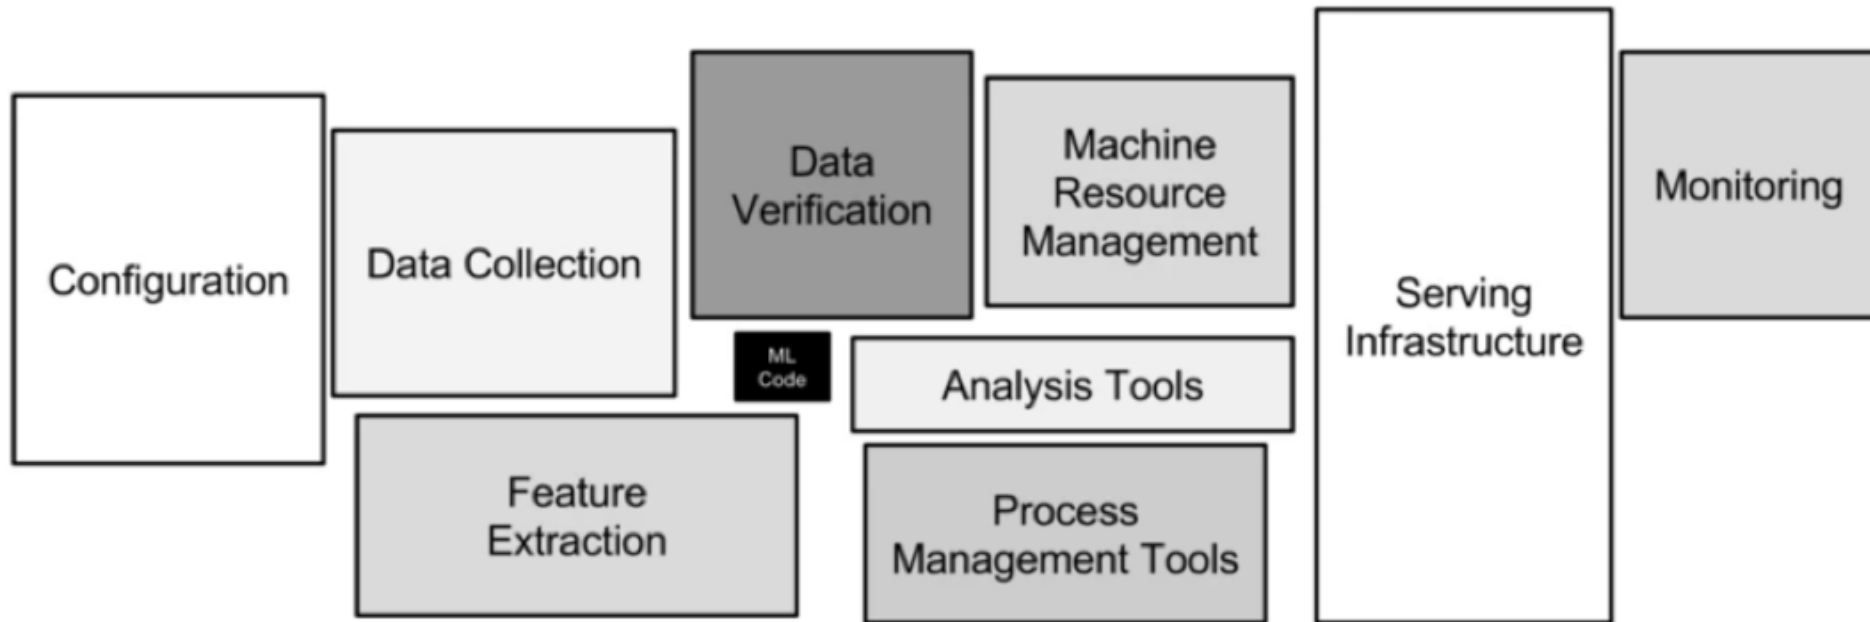 Configuration
Data Collection
Data
Verification
Machine
Resource
Management
Serving
Infrastructure
Monitoring
ML
Code
Analysis Tools
Feature
Extraction
Process
Management Tools